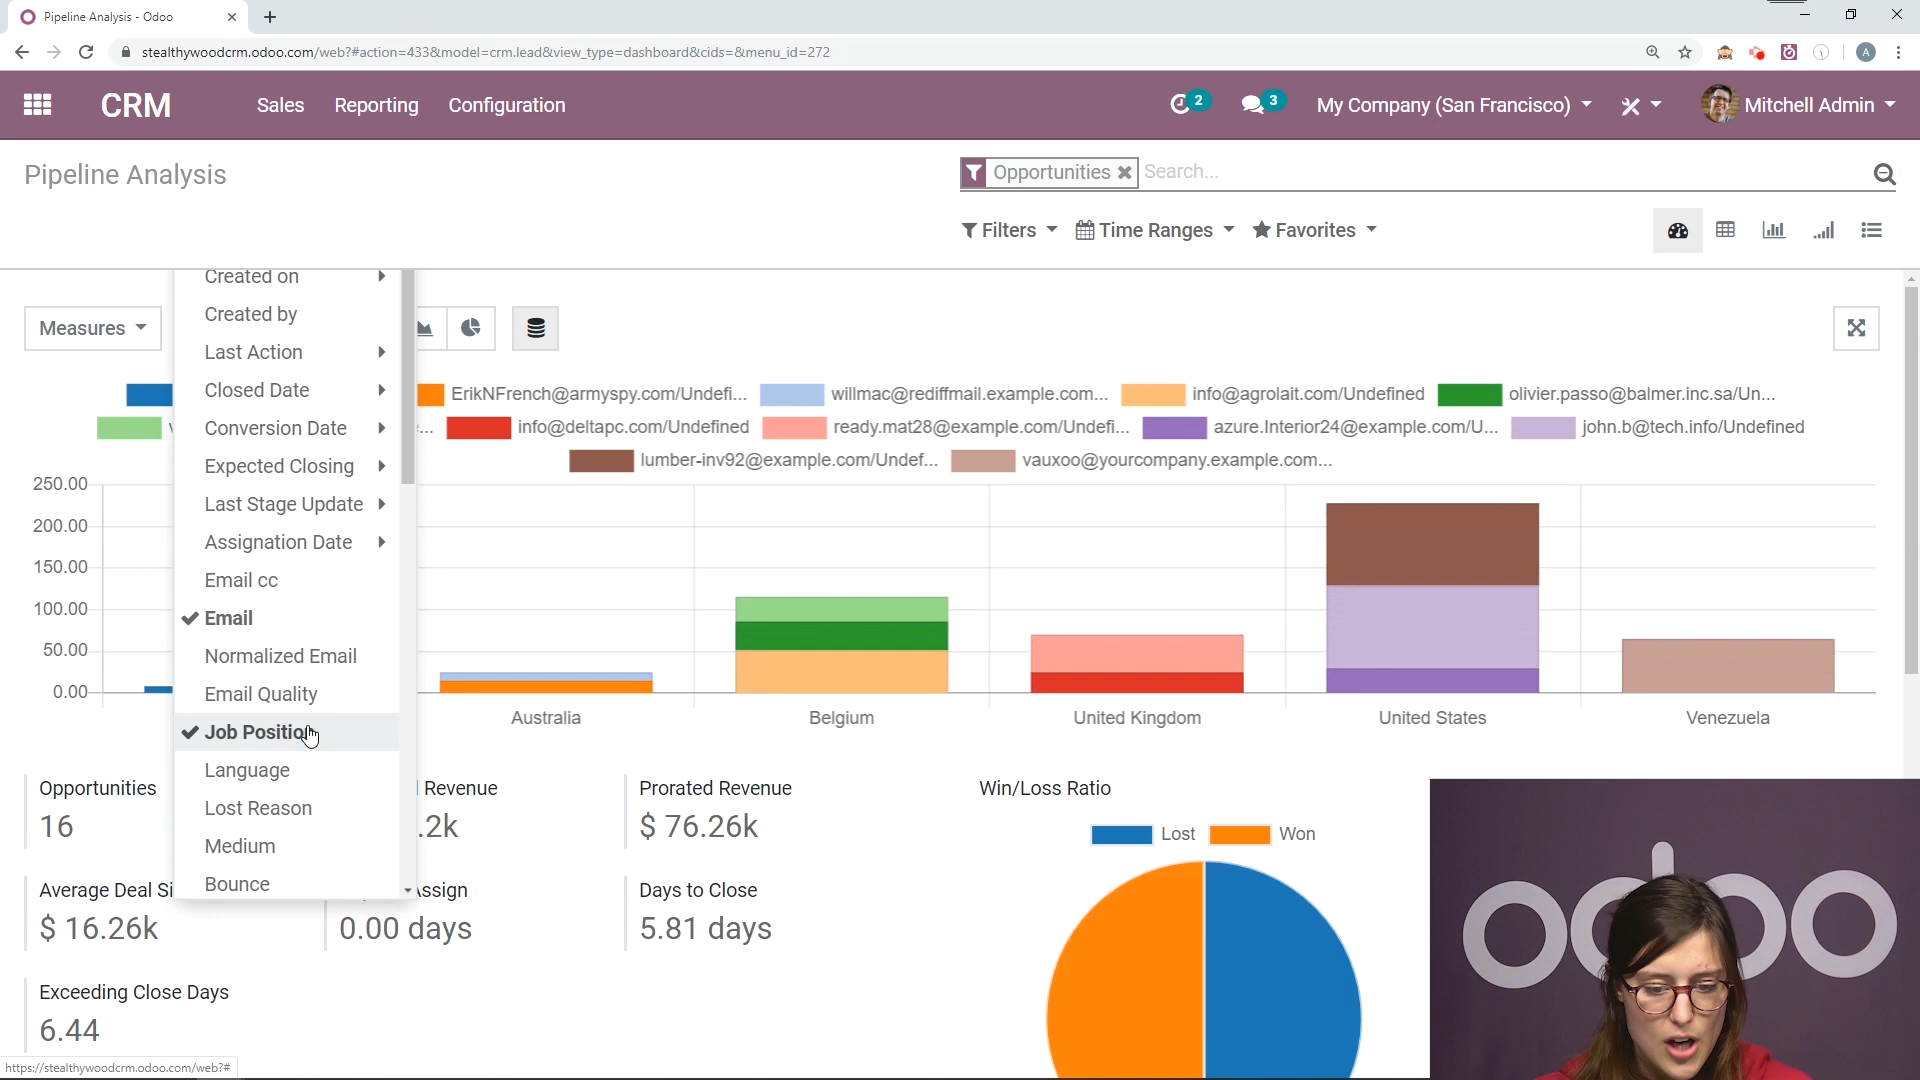 Pipeline Analysis - Odoo
stealthywoodcrm.odoo.com/web?#action=433&model=crm.lead&view_type=dashboard&cids=&menu_id=272
A
CRM
Sales
Reporting
Configuration
2
3
My Company (San Francisco)
Mitchell Admin
Pipeline Analysis
Opportunities
Search...
Filters
Time Ranges
Favorites
Measures
Created on
Created by
Last Action
Closed Date
Conversion Date
Expected Closing
Last Stage Update
Assignation Date
Email cc
Email
Normalized Email
Email Quality
Job Position
Language
Lost Reason
Medium
Bounce
ErikNFrench@armyspy.com/Undefi...
willmac@rediffmail.example.com...
info@agrolait.com/Undefined
olivier.passo@balmer.inc.sa/Un...
info@deltapc.com/Undefined
ready.mat28@example.com/Undefi...
azure.Interior24@example.com/U...
john.b@tech.info/Undefined
lumber-inv92@example.com/Undef...
vauxoo@yourcompany.example.com...
250.00
200.00
150.00
100.00
50.00
0.00
Australia
Belgium
United Kingdom
United States
Venezuela
Opportunities
16
Revenue
.2k
Prorated Revenue
$ 76.26k
Win/Loss Ratio
Lost
Won
Average Deal Si
$ 16.26k
ssign
0.00 days
Days to Close
5.81 days
Exceeding Close Days
6.44
odoo
https://stealthywoodcrm.odoo.com/web?#